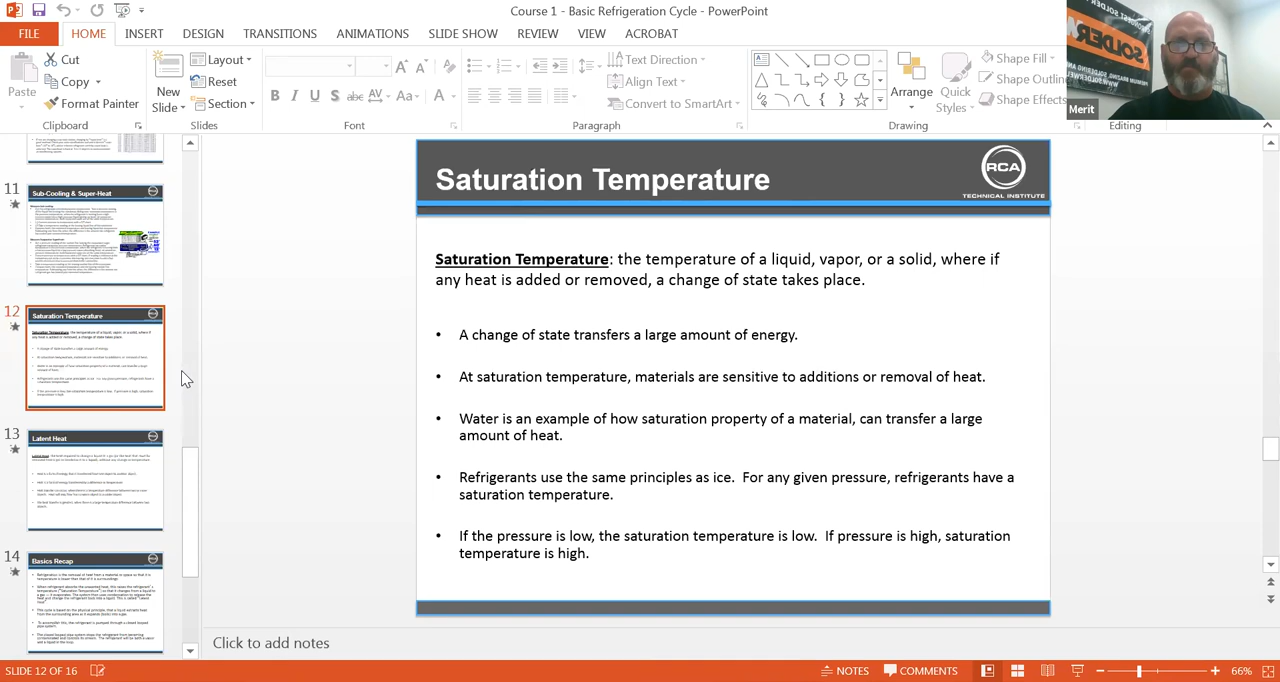 Course 1 - Basic Refrigeration Cycle - PowerPoint
FILE HOME INSERT DESIGN TRANSITIONS ANIMATIONS SLIDE SHOW REVIEW VIEW ACROBAT
Paste
Cut
Copy
Format Painter
Clipboard
New
Slide
Layout
Reset
Section
Slides
B I U S abc Aa A
Font
Text Direction
Align Text
Convert to SmartArt
Paragraph
Arrange
Quick
Styles
Shape Fill
Shape Outline
Shape Effects
Drawing
Editing
SOLDER
Merit
11
Sub-Cooling & Super-Heat
12
Saturation Temperature
13
Latent Heat
14
Basics Recap
Saturation Temperature
RCA
TECHNICAL INSTITUTE
Saturation Temperature: the temperature of a liquid, vapor, or a solid, where if
any heat is added or removed, a change of state takes place.
• A change of state transfers a large amount of energy.
• At saturation temperature, materials are sensitive to additions or removal of heat.
• Water is an example of how saturation property of a material, can transfer a large
amount of heat.
• Refrigerants use the same principles as ice. For any given pressure, refrigerants have a
saturation temperature.
• If the pressure is low, the saturation temperature is low. If pressure is high, saturation
temperature is high.
Click to add notes
SLIDE 12 OF 16
NOTES
COMMENTS
66%